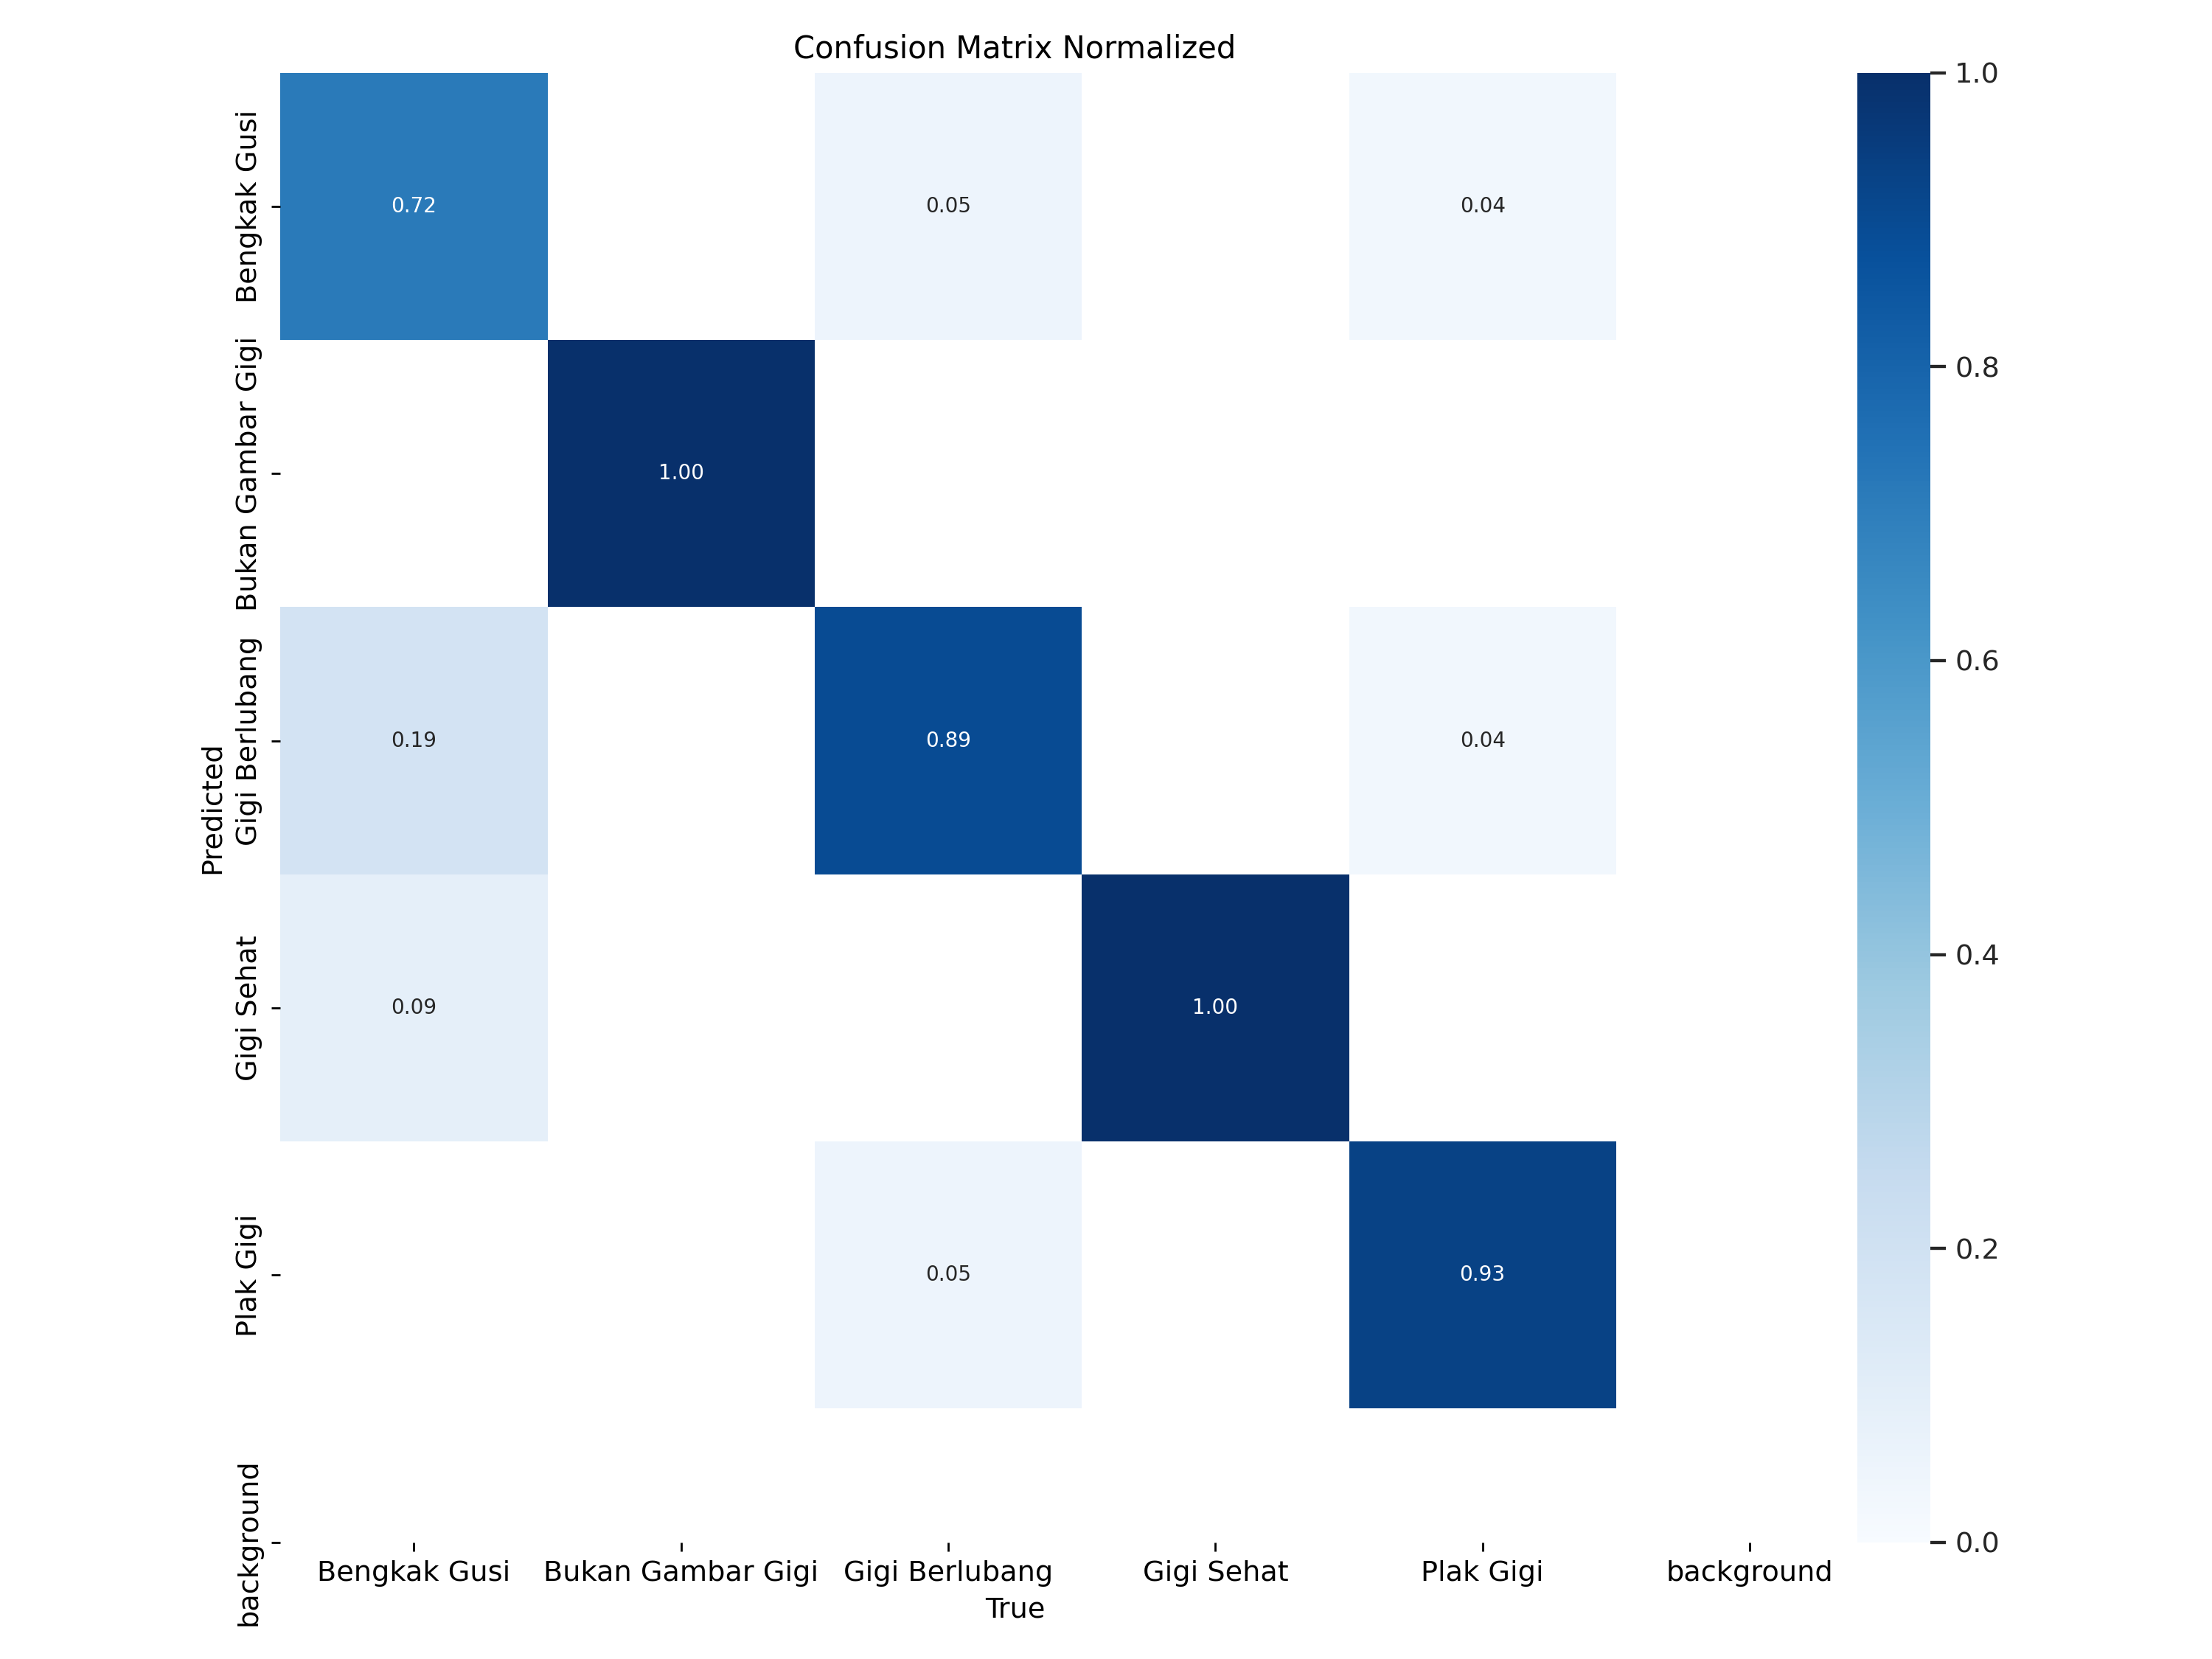 Confusion Matrix Normalized
Predicted
Bengkak Gusi
Bukan Gambar Gigi
Gigi Berlubang
Gigi Sehat
Plak Gigi
background
0.72
0.05
0.04
1.00
0.19
0.89
0.04
0.09
1.00
0.05
0.93
Bengkak Gusi
Bukan Gambar Gigi
Gigi Berlubang
Gigi Sehat
Plak Gigi
background
True
1.0
0.8
0.6
0.4
0.2
0.0